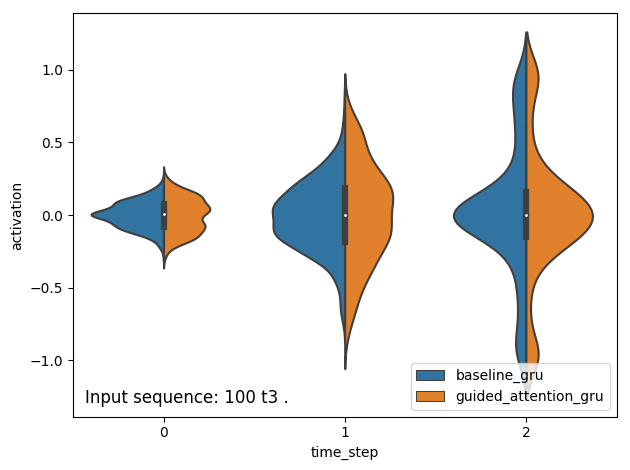 1.0
0.5
0.0
−0.5
−1.0
activation
Input sequence: 100 t3 .
baseline_gru
guided_attention_gru
0
1
2
time_step